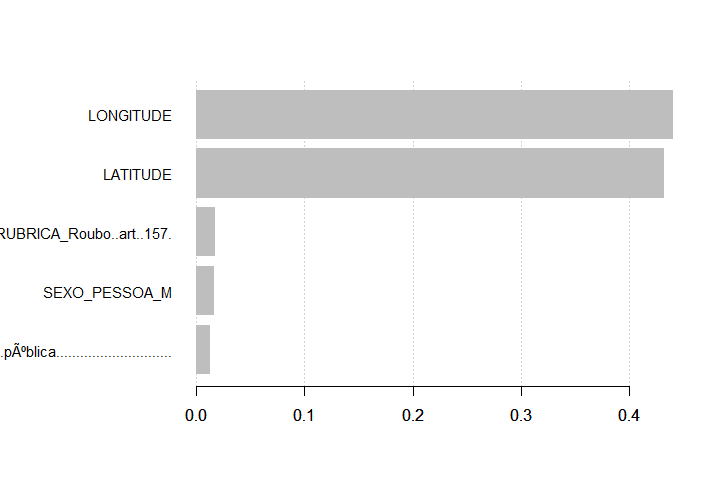 LONGITUDE
LATITUDE
RUBRICA_Roubo..art..157.
SEXO_PESSOA_M
.pÃºblica.............................
0.0 0.1 0.2 0.3 0.4